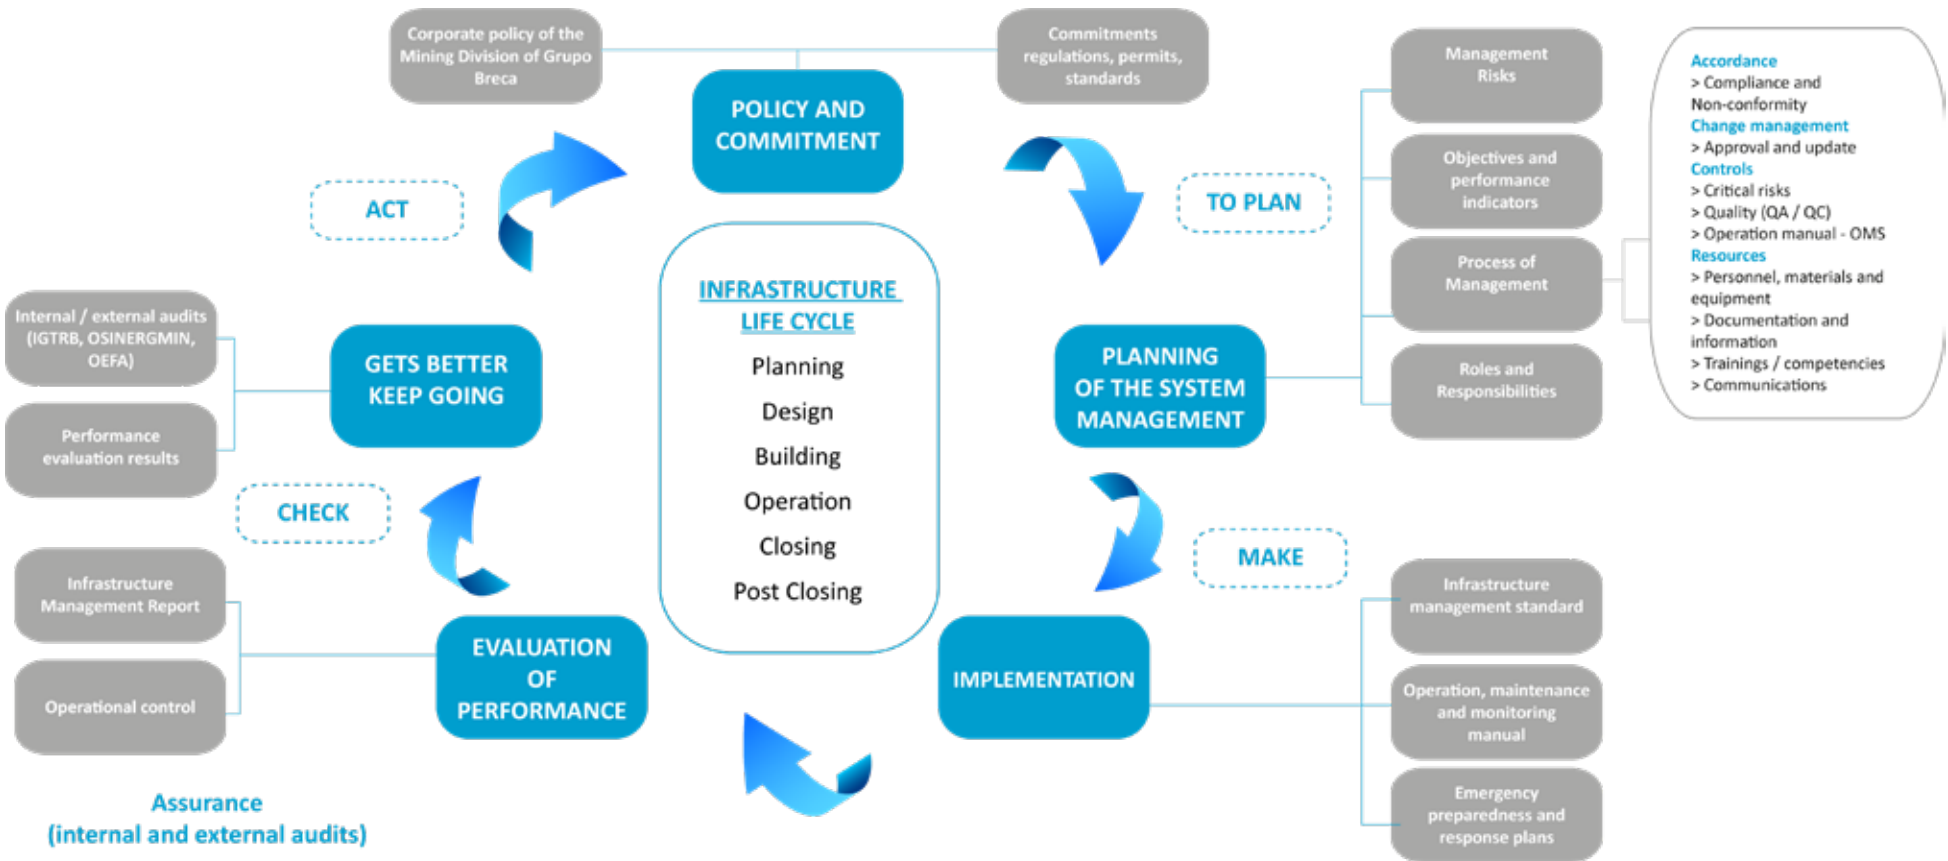 Corporate policy of the
Mining Division of Grupo
Breca
Commitments
regulations, permits,
standards
POLICY AND
COMMITMENT
ACT
TO PLAN
Management
Risks
Objectives and
performance
indicators
Process of
Management
Roles and
Responsibilities
Accordance
> Compliance and
Non-conformity
Change management
> Approval and update
Controls
> Critical risks
> Quality (QA / QC)
> Operation manual - OMS
Resources
> Personnel, materials and
equipment
> Documentation and
information
> Trainings / competencies
> Communications
INFRASTRUCTURE
LIFE CYCLE
Planning
Design
Building
Operation
Closing
Post Closing
PLANNING
OF THE SYSTEM
MANAGEMENT
Internal / external audits
(IGTRB, OSINERGMIN,
OEFA)
Performance
evaluation results
GETS BETTER
KEEP GOING
CHECK
MAKE
Infrastructure
Management Report
Operational control
EVALUATION
OF
PERFORMANCE
IMPLEMENTATION
Infrastructure
management standard
Operation, maintenance
and monitoring
manual
Emergency
preparedness and
response plans
Assurance
(internal and external audits)